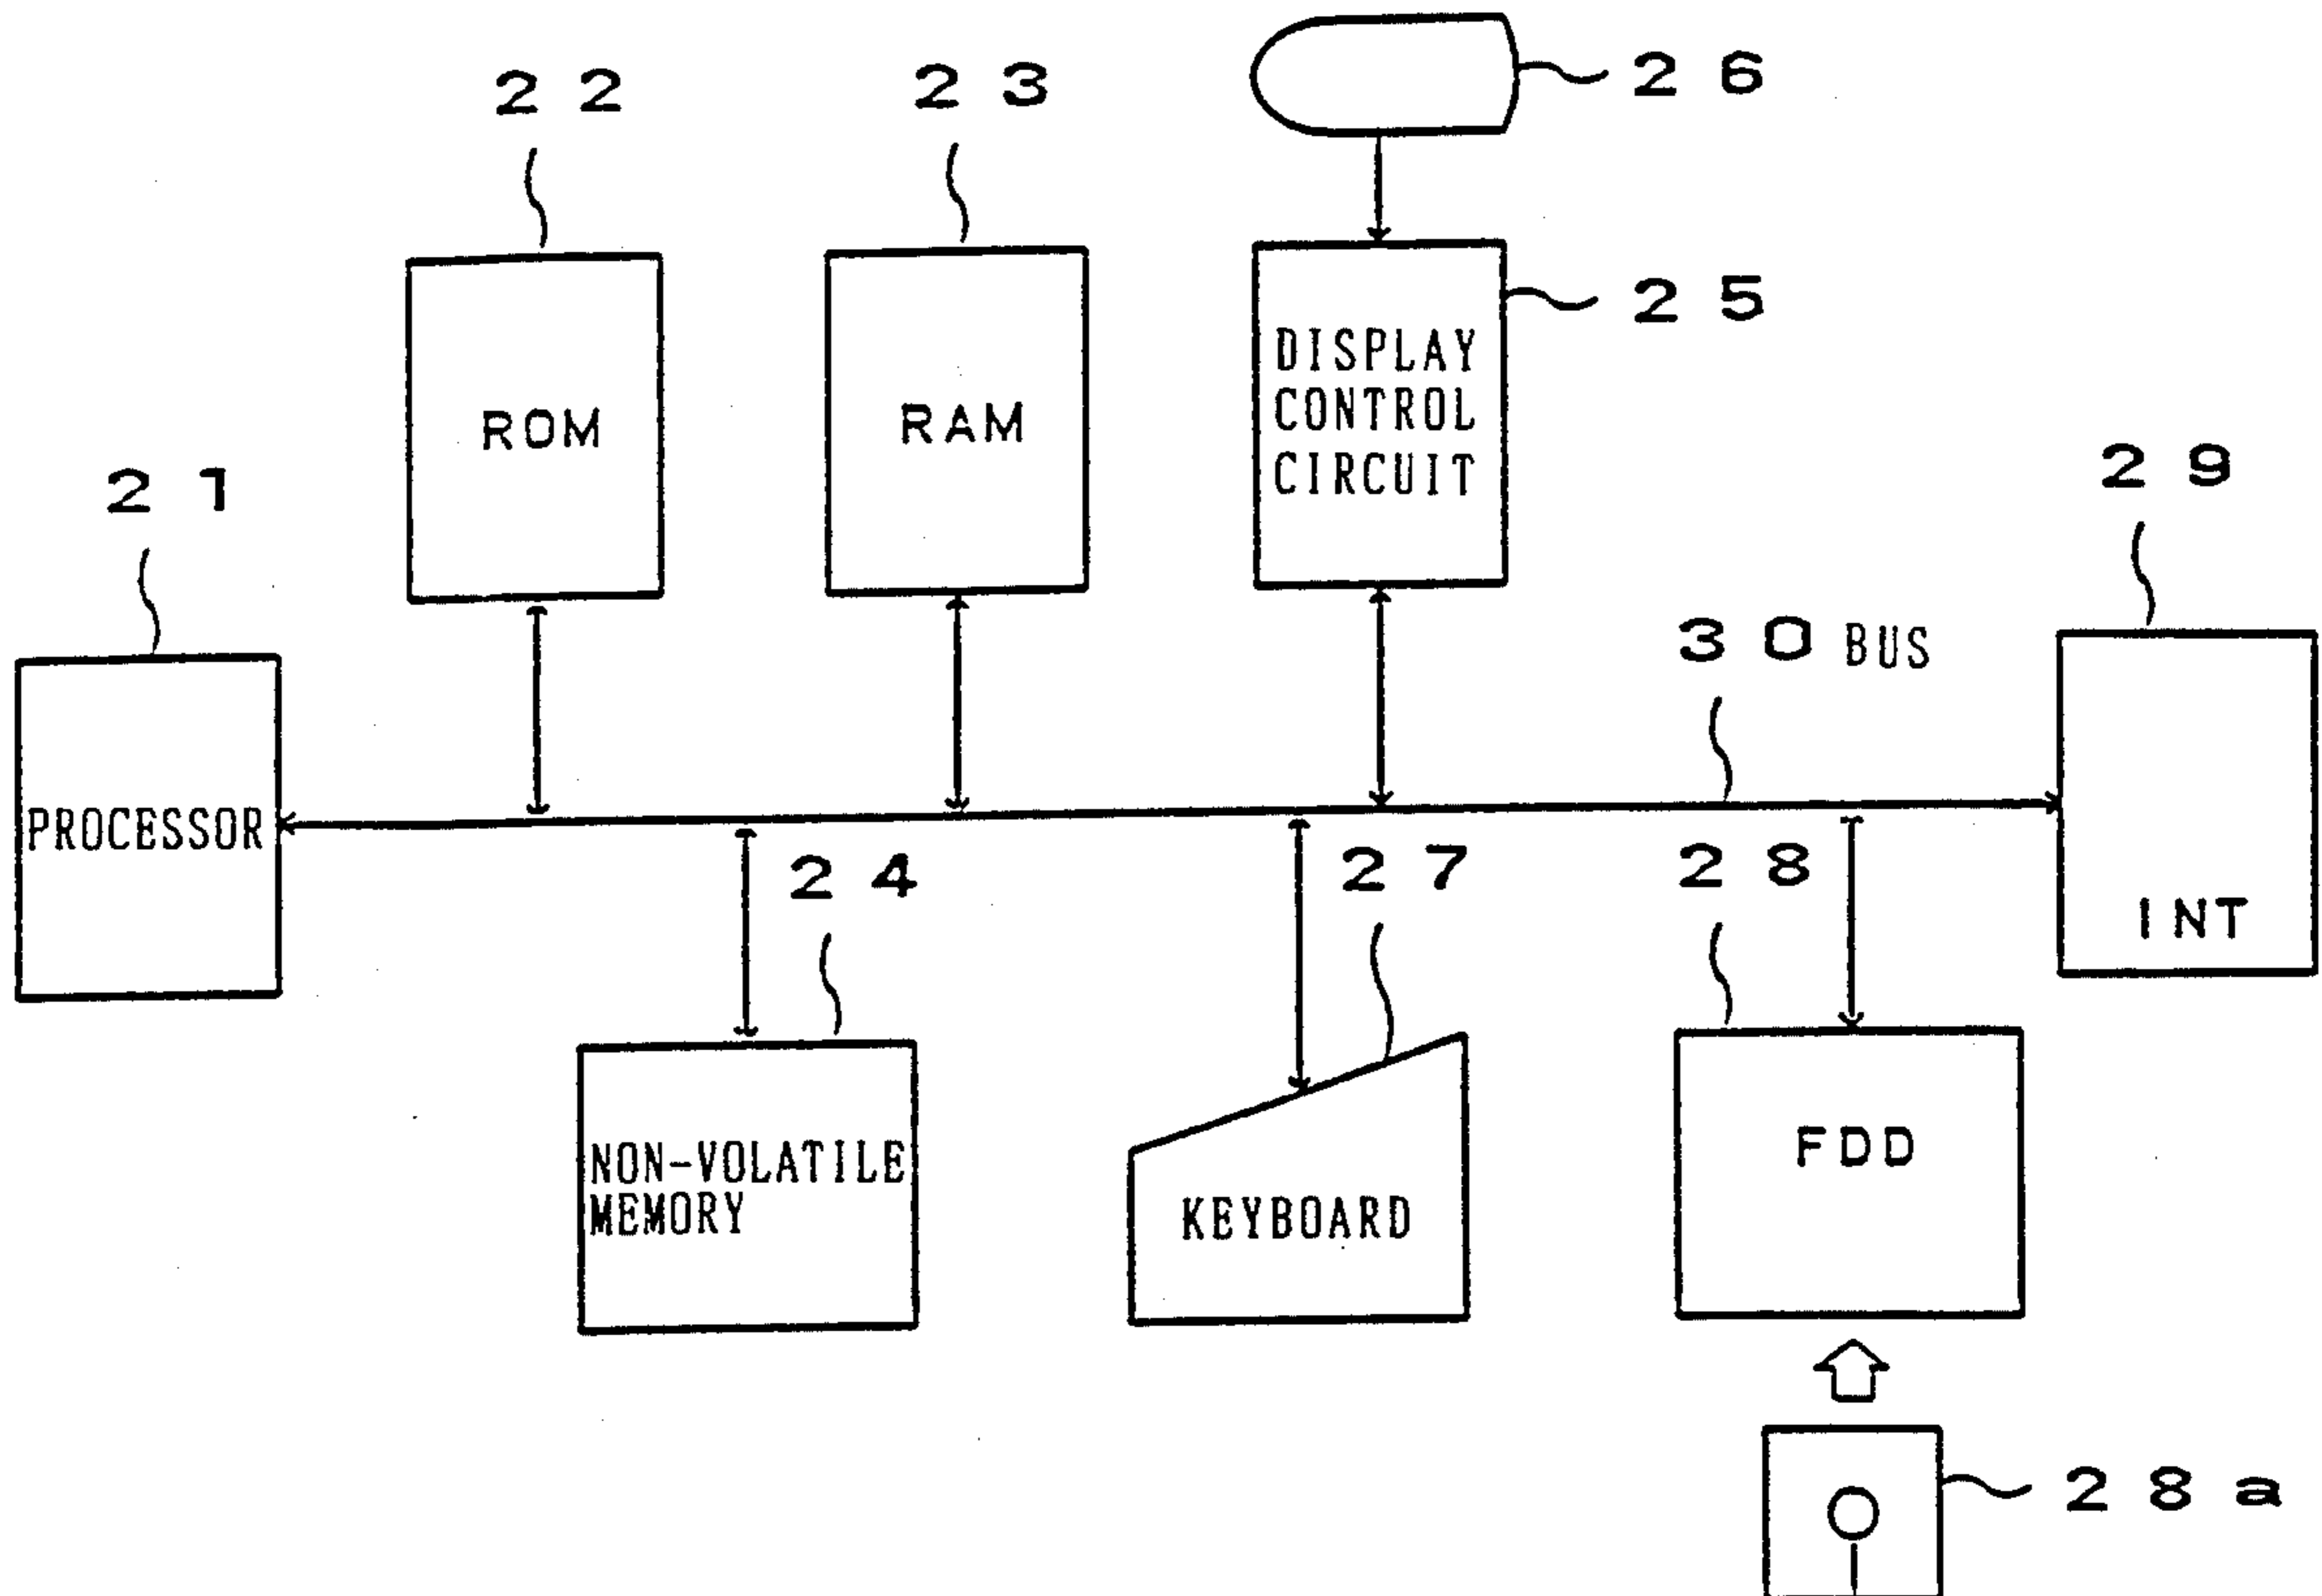 26
22
23
25
ROM
RAM
DISPLAY
CONTROL
CIRCUIT
21
29
30 BUS
PROCESSOR
24
27
28
INT
NON-VOLATILE
MEMORY
KEYBOARD
FDD
28a